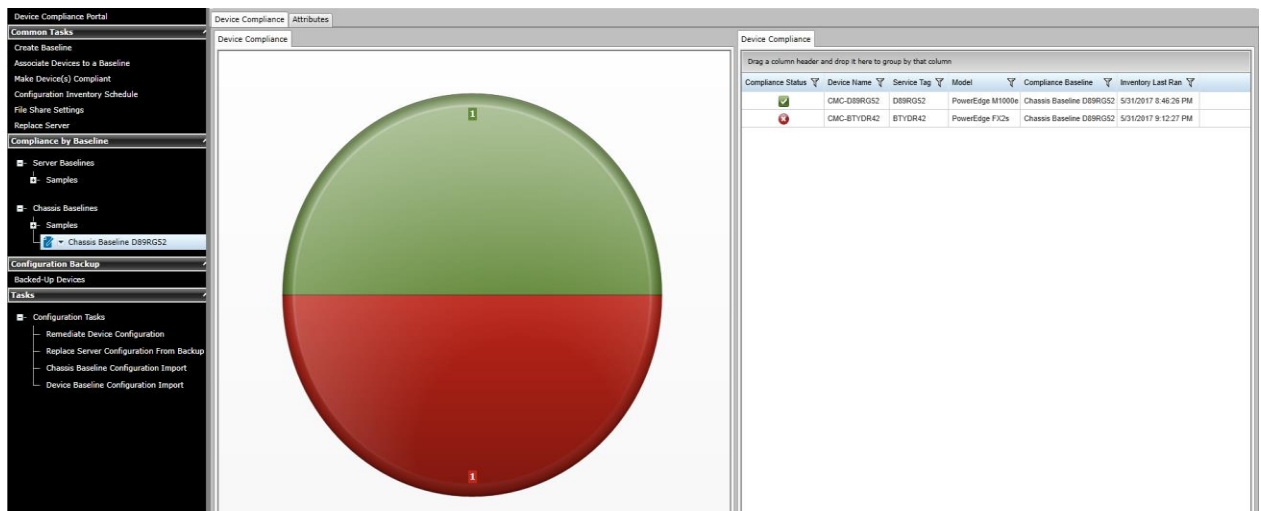 Device Compliance Portal
Common Tasks
Create Baseline
Associate Devices to a Baseline
Make Device(s) Compliant
Configuration Inventory Schedule
File Share Settings
Replace Server
Compliance by Baseline
Server Baselines
Samples
Chassis Baselines
Samples
Chassis Baseline D89RG52
Configuration Backup
Backed-Up Devices
Tasks
Configuration Tasks
Remediate Device Configuration
Replace Server Configuration From Backup
Chassis Baseline Configuration Import
Device Baseline Configuration Import
Device Compliance Attributes
Device Compliance
1
1
Device Compliance
Drag a column header and drop it here to group by that column
Compliance Status Device Name Service Tag Model Compliance Baseline Inventory Last Ran
CMC-D89RG52 D89RG52 PowerEdge M1000e Chassis Baseline D89RG52 5/31/2017 8:46:26 PM
CMC-BTYDR42 BTYDR42 PowerEdge FX2s Chassis Baseline D89RG52 5/31/2017 9:12:27 PM